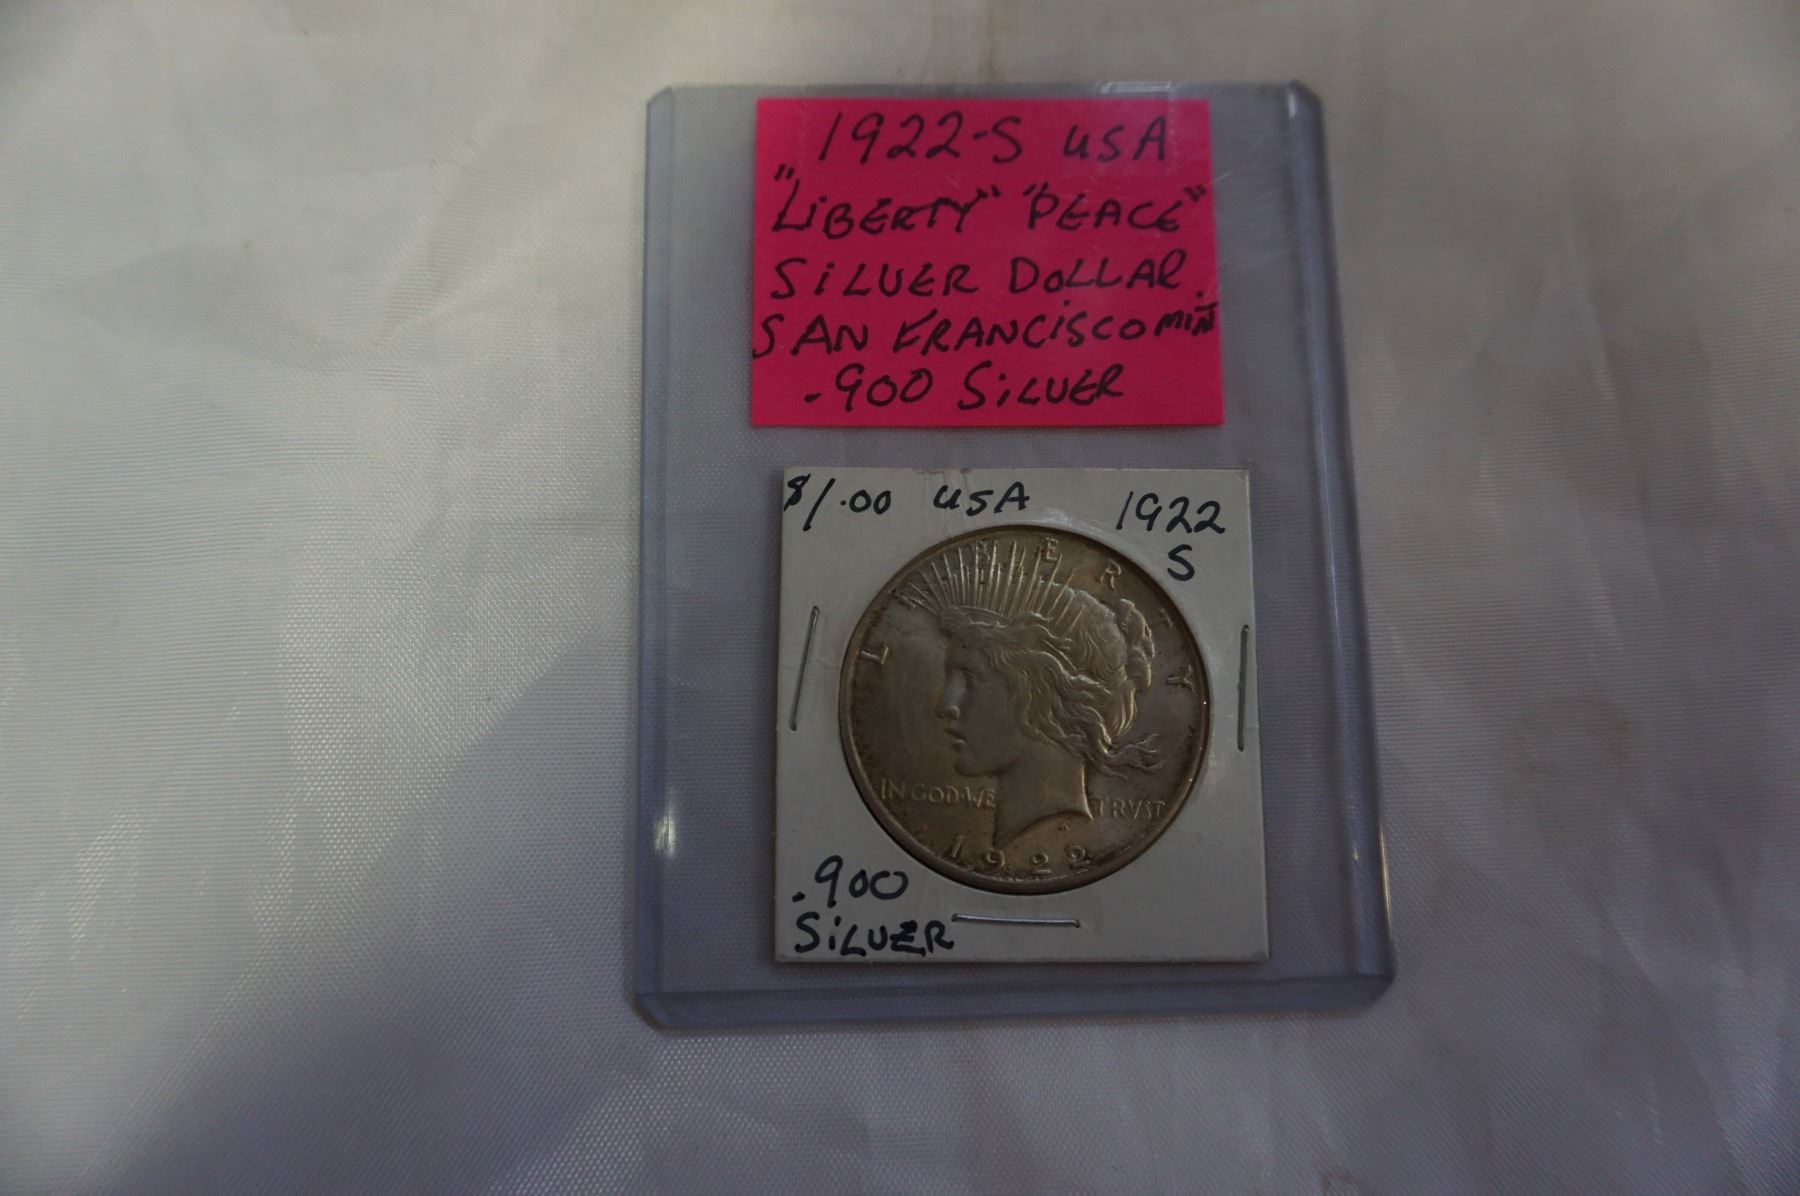 1922-S USA
"LiBERTY" "PEACE"
SiLVER DOLLAR
SAN FRANCiSCO MiNT
.900 SiLVER
$1.00 USA 1922
S
LIBERTY
IN GOD WE TRVST
1922
.900
SiLVER